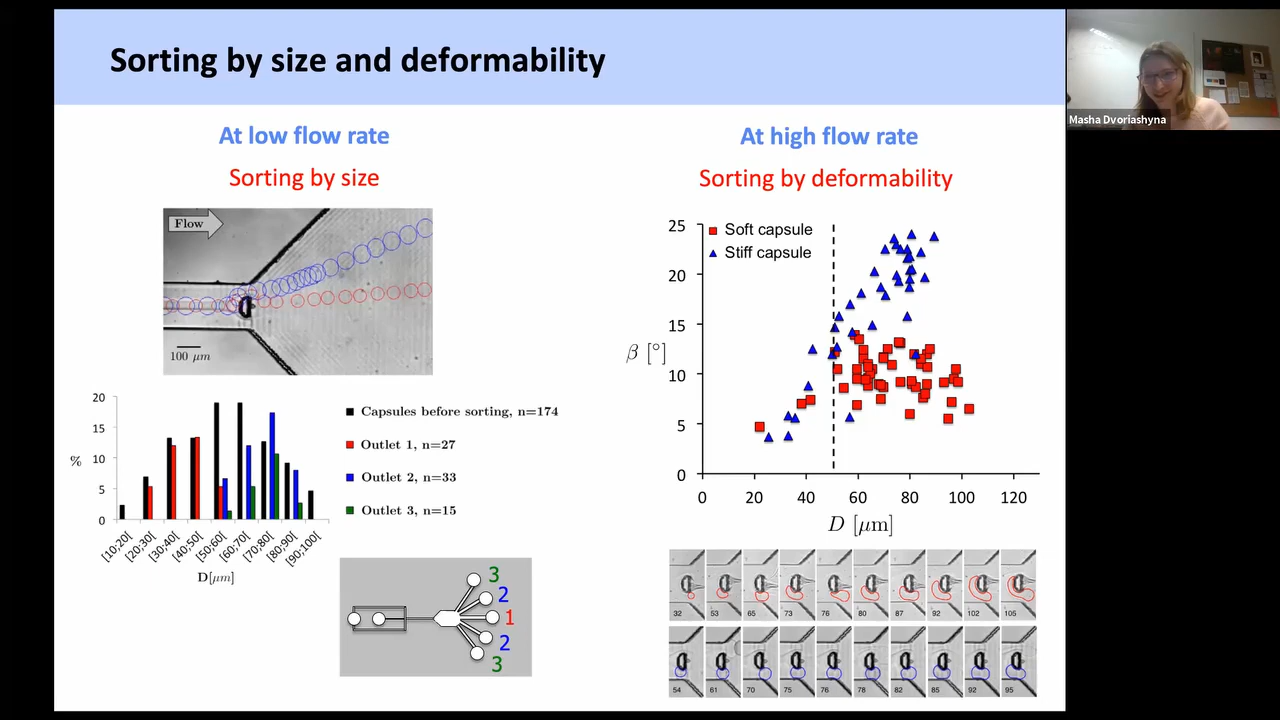 Sorting by size and deformability
Masha Dvoriashyna
At low flow rate
Sorting by size
Flow
100 μm
20
15
10
5
0
%
[10;20[
[20;30[
[30:40[
[40;50[
[50:60[
[60;70[
[70;80[
[80;90[
[90;100[
D[μm]
Capsules before sorting, n=174
Outlet 1, n=27
Outlet 2, n=33
Outlet 3, n=15
3
2
1
2
3
At high flow rate
Sorting by deformability
Soft capsule
Stiff capsule
25
20
15
10
5
0
β [°]
0 20 40 60 80 100 120
D [μm]
32 53 65 73 76 80 87 92 102 105
54 61 70 75 76 78 82 85 92 95